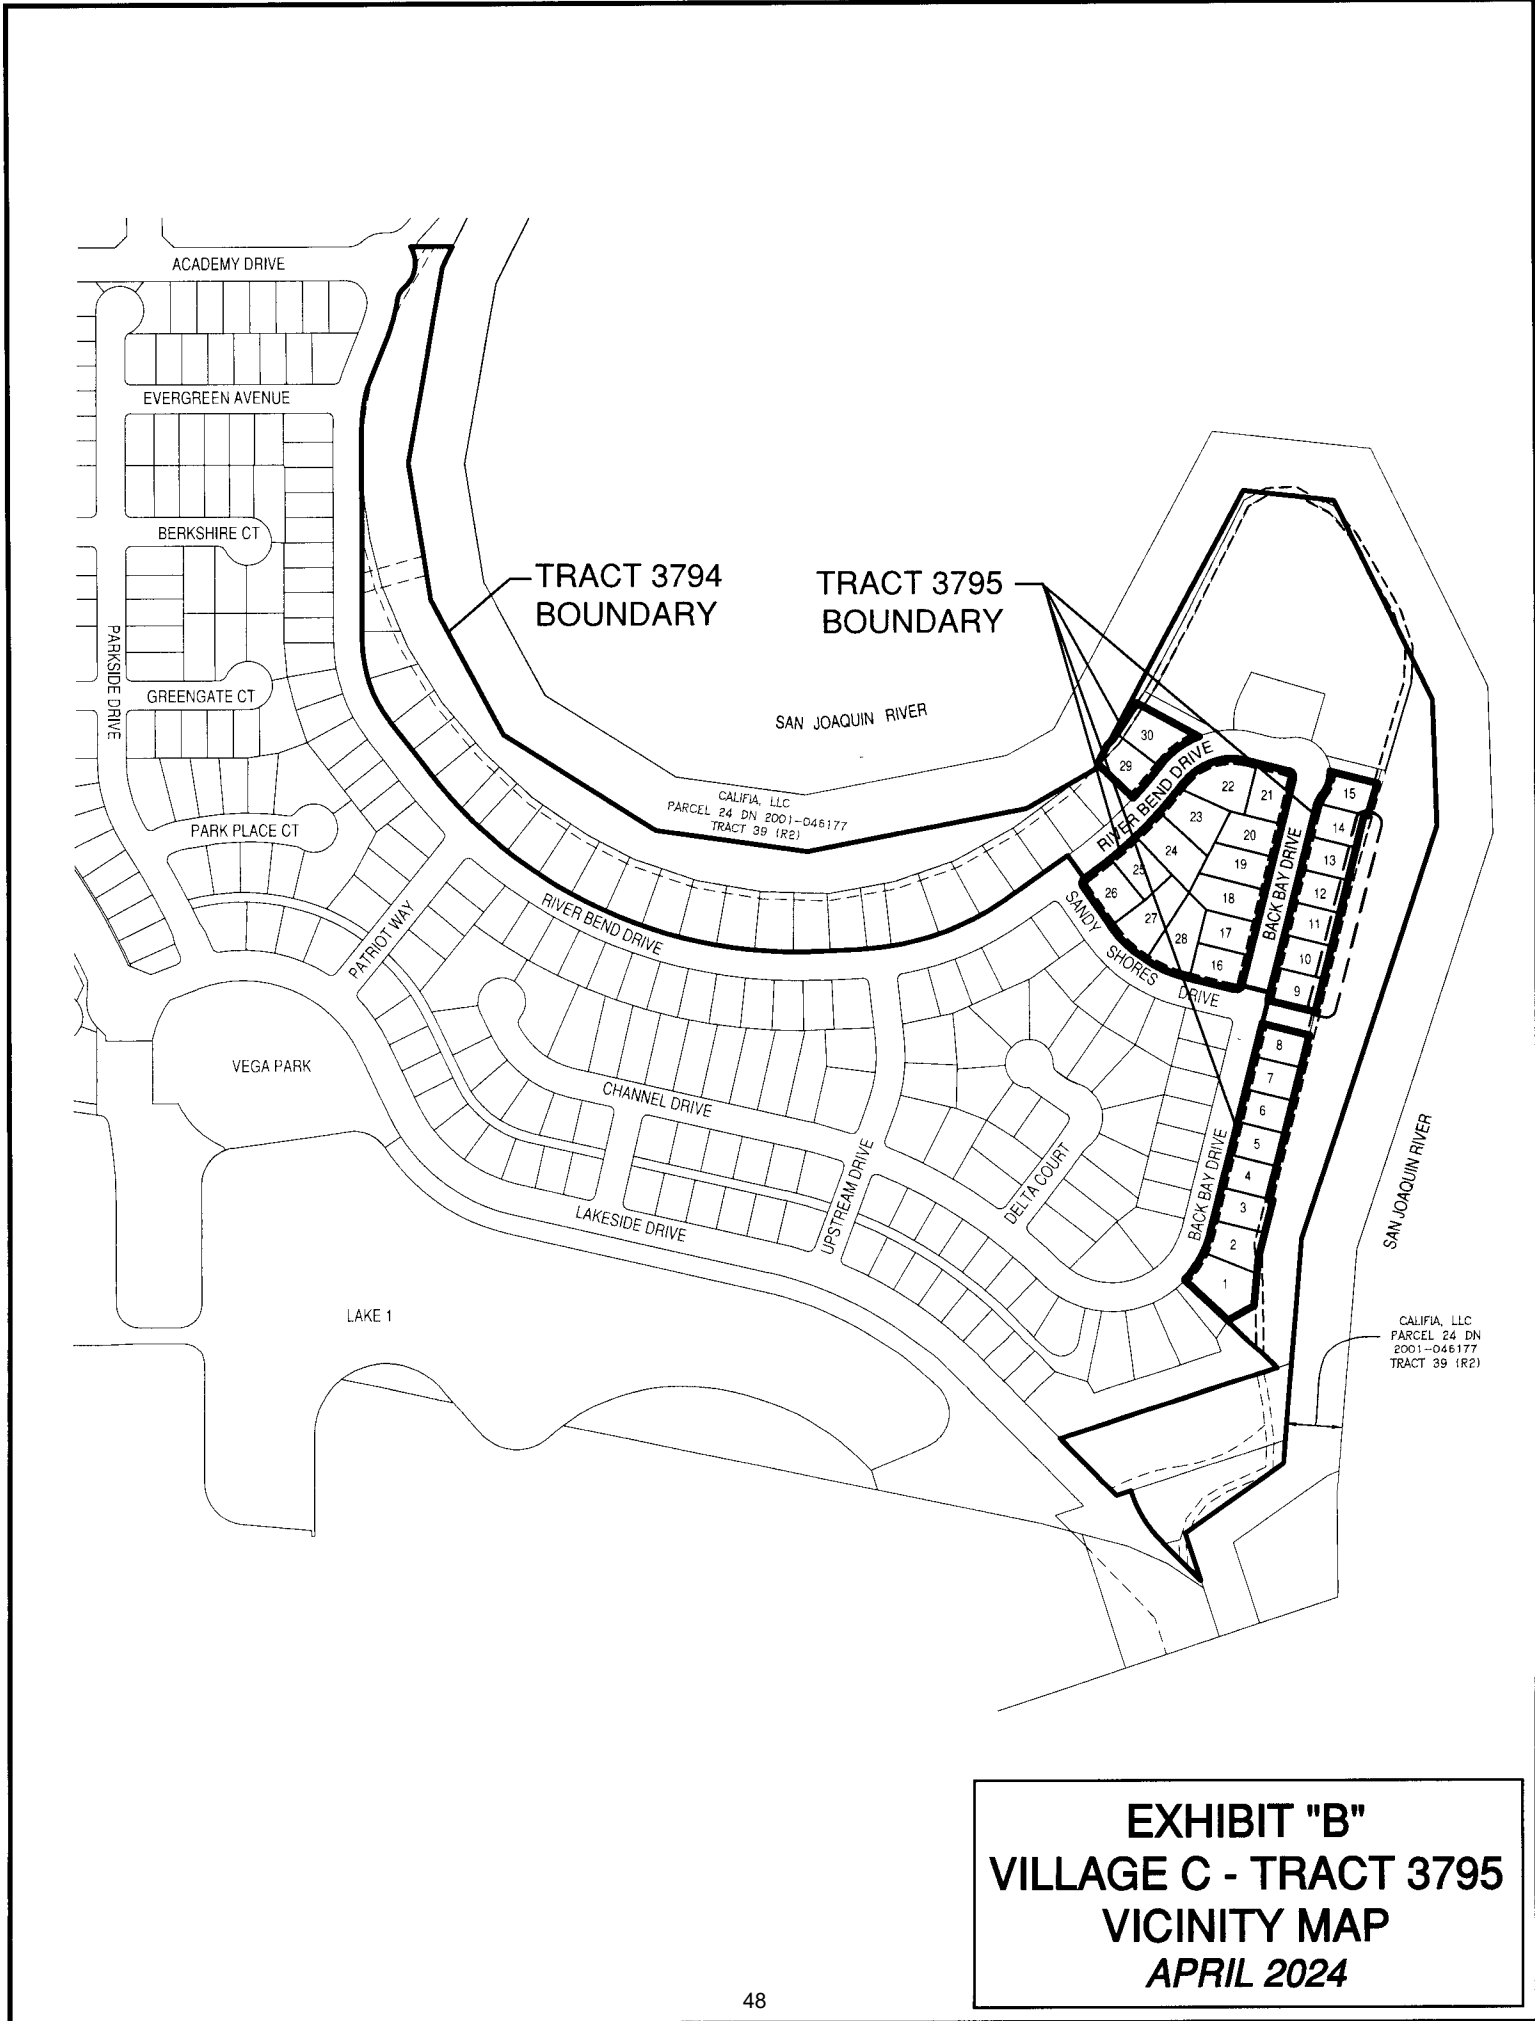 ACADEMY DRIVE
EVERGREEN AVENUE
BERKSHIRE CT
GREENGATE CT
PARKSIDE DRIVE
PARK PLACE CT
PATRIOT WAY
TRACT 3794
BOUNDARY
TRACT 3795
BOUNDARY
SAN JOAQUIN RIVER
CALIFIA, LLC
PARCEL 24 DN 2001-046177
TRACT 39 (R2)
RIVER BEND DRIVE
RIVER BEND DRIVE
SANDY SHORES DRIVE
BACK BAY DRIVE
30
29
22
21
23
20
24
19
25
18
26
27
17
28
16
15
14
13
12
11
10
9
8
7
6
5
4
3
2
1
VEGA PARK
CHANNEL DRIVE
LAKESIDE DRIVE
UPSTREAM DRIVE
DELTA COURT
BACK BAY DRIVE
SAN JOAQUIN RIVER
LAKE 1
CALIFIA, LLC
PARCEL 24 DN
2001-046177
TRACT 39 (R2)
EXHIBIT "B"
VILLAGE C - TRACT 3795
VICINITY MAP
APRIL 2024
48